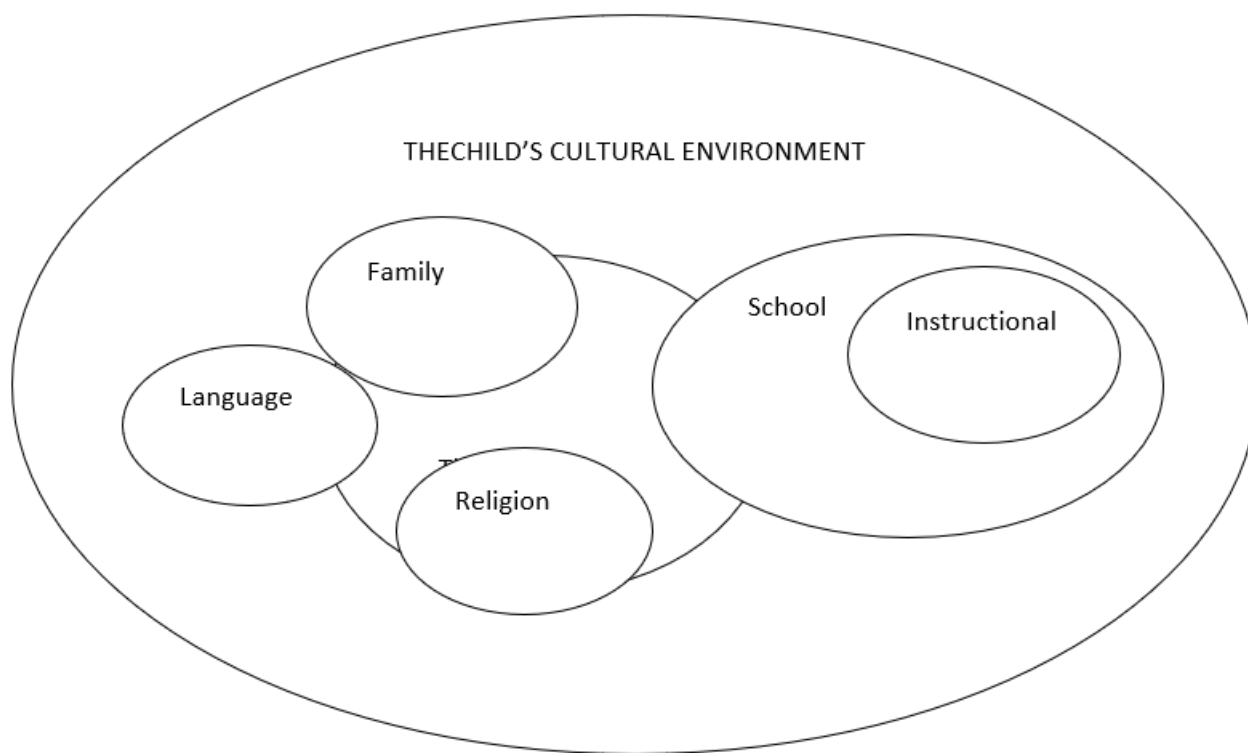 THECHILD’S CULTURAL ENVIRONMENT
Family
School
Instructional
Language
Religion